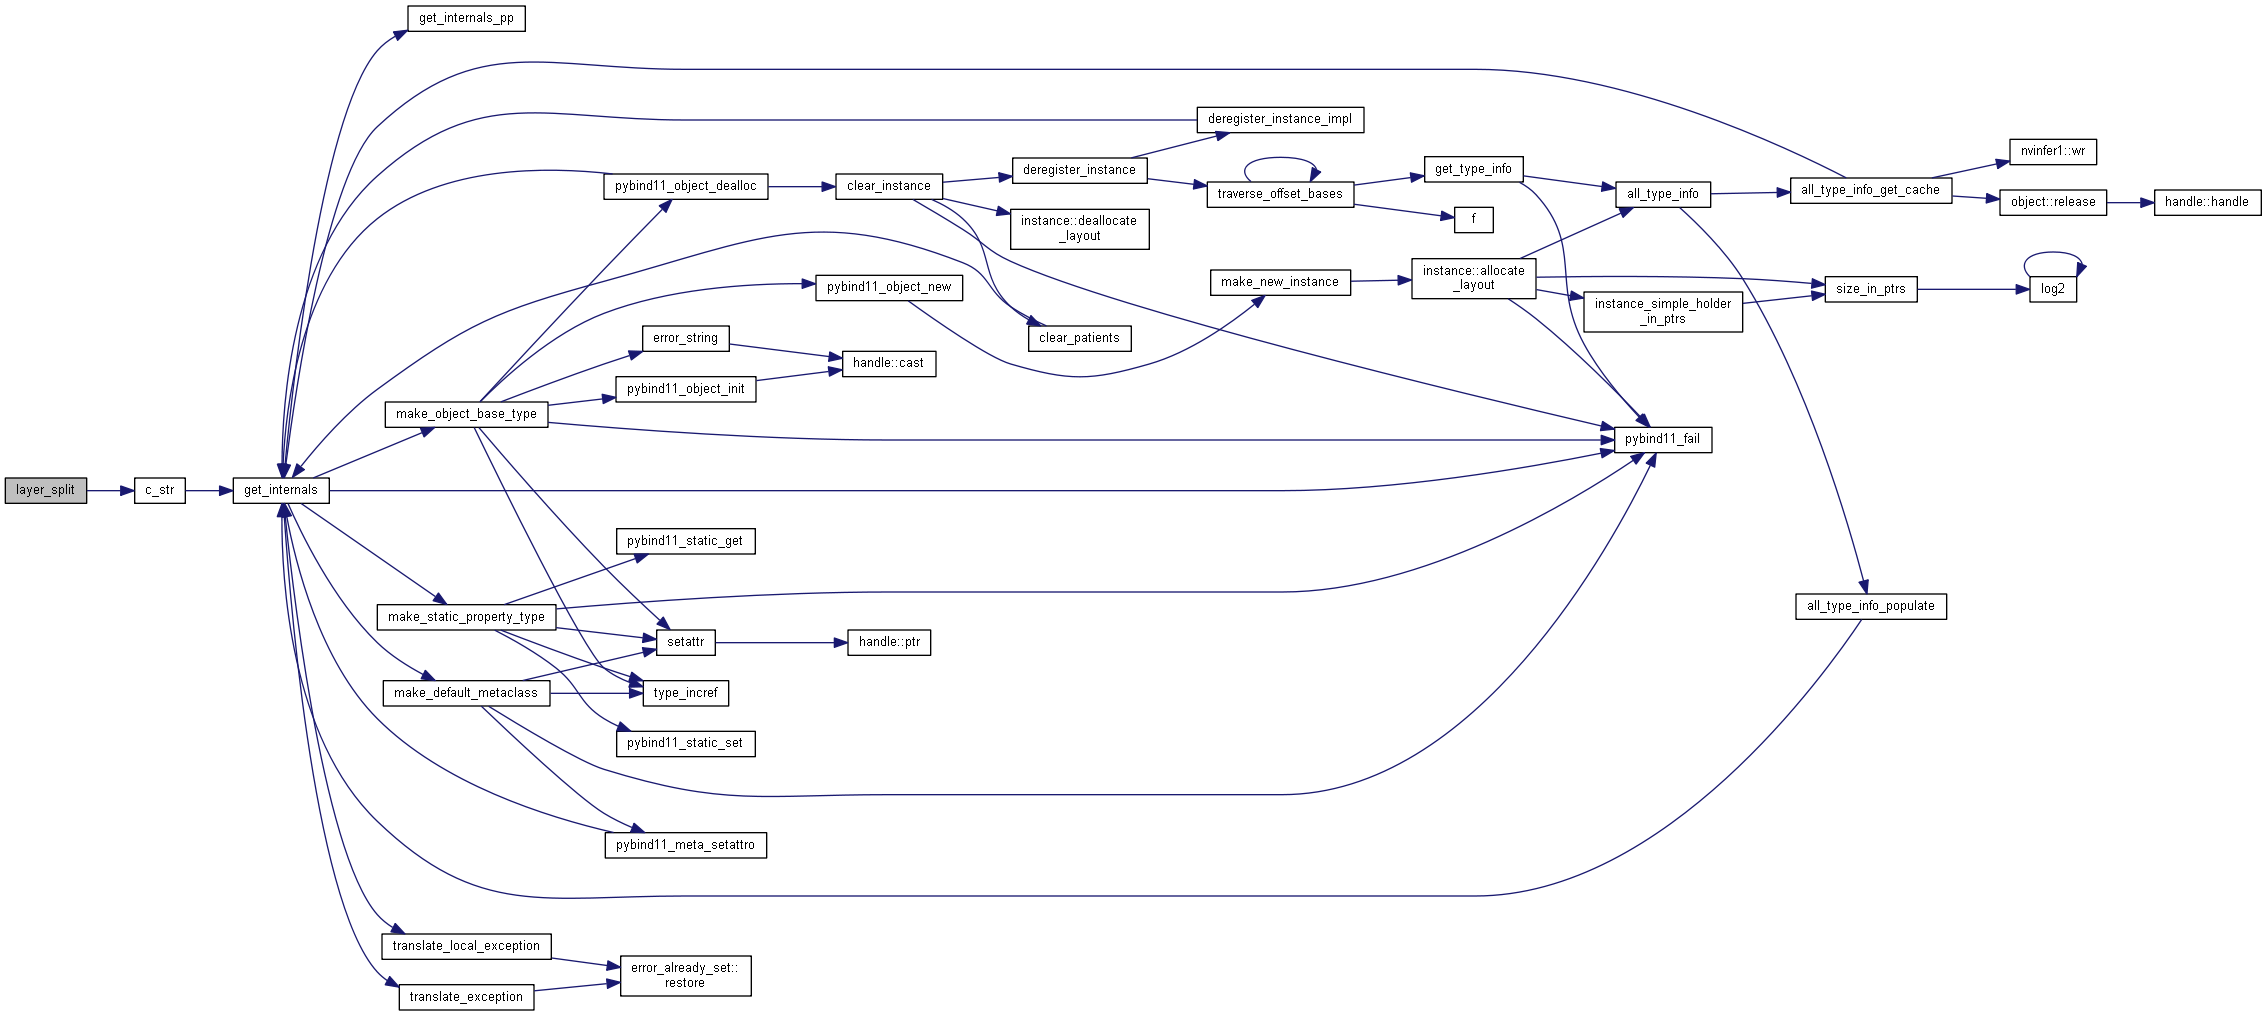 get_internals_pp
deregister_instance_impl
nvinfer1::wr
get_type_info
deregister_instance
pybind11_object_dealloc
clear_instance
traverse_offset_bases
all_type_info
all_type_info_get_cache
object::release
handle::handle
f
instance::deallocate
_layout
pybind11_object_new
make_new_instance
instance::allocate
_layout
size_in_ptrs
log2
instance_simple_holder
_in_ptrs
error_string
clear_patients
handle::cast
pybind11_object_init
make_object_base_type
pybind11_fail
layer_split
c_str
get_internals
pybind11_static_get
make_static_property_type
all_type_info_populate
setattr
handle::ptr
make_default_metaclass
type_incref
pybind11_static_set
pybind11_meta_setattro
translate_local_exception
error_already_set::
restore
translate_exception